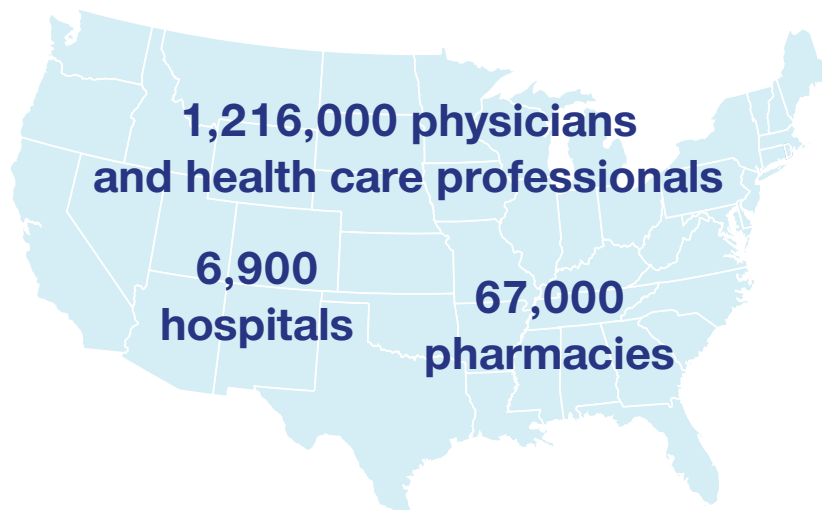 1,216,000 physicians
and health care professionals
6,900
hospitals
67,000
pharmacies